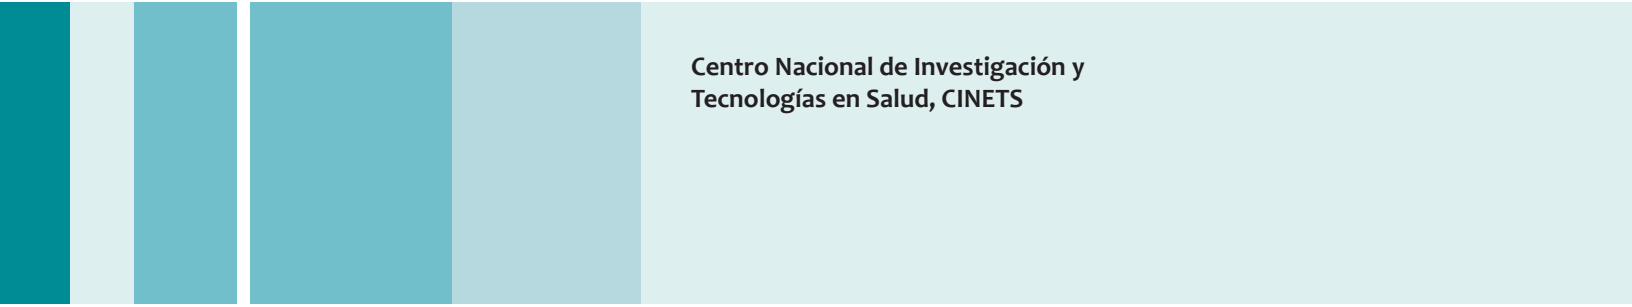 Centro Nacional de Investigación y
Tecnologías en Salud, CINETS